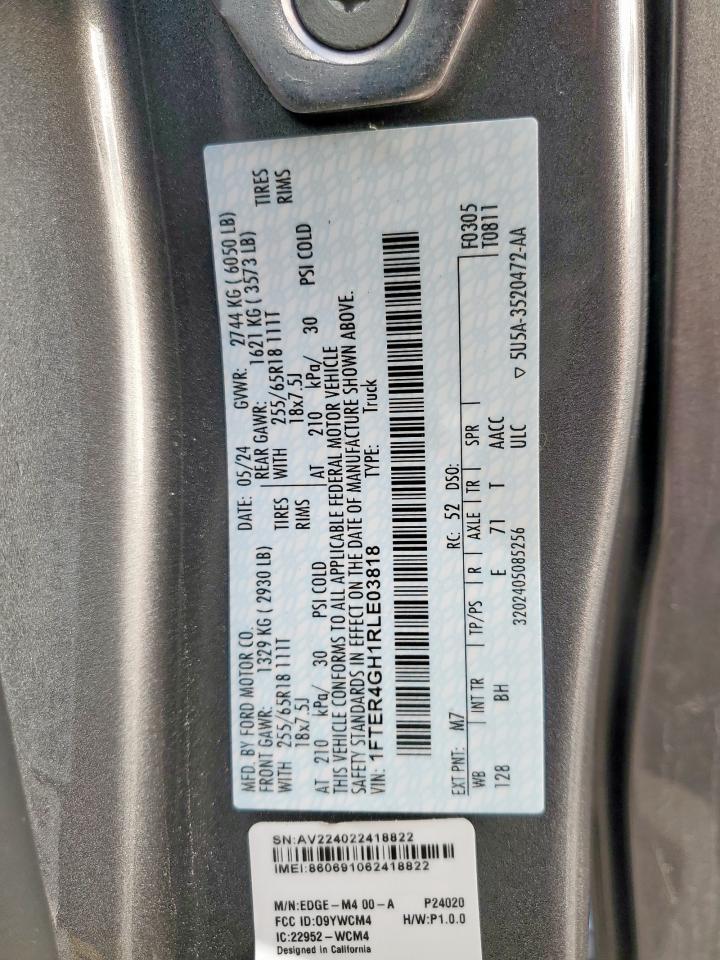 MFD. BY FORD MOTOR CO.
DATE: 05/24 GVWR: 2744 KG ( 6050 LB)
FRONT GAWR: 1329 KG ( 2930 LB) REAR GAWR: 1621 KG ( 3573 LB)
WITH 255/65R18 111T TIRES WITH 255/65R18 111T TIRES
18x7.5J RIMS 18x7.5J RIMS
AT 210 kPa/ 30 PSI COLD AT 210 kPa/ 30 PSI COLD
THIS VEHICLE CONFORMS TO ALL APPLICABLE FEDERAL MOTOR VEHICLE
SAFETY STANDARDS IN EFFECT ON THE DATE OF MANUFACTURE SHOWN ABOVE.
VIN: 1FTER4GH1RLE03818 TYPE: Truck
EXT PNT: M7 RC: 52 DSO: F0305
WB INT TR TP/PS R AXLE TR SPR T0811
128 BH E 71 T AACC
ULC
3202405085256 ▽ 5U5A-3520472-AA
SN:AV224022418822
IMEI:860691062418822
M/N:EDGE-M4 00-A P24020
FCC ID:O9YWCM4 H/W:P1.0.0
IC:22952-WCM4
Designed in California